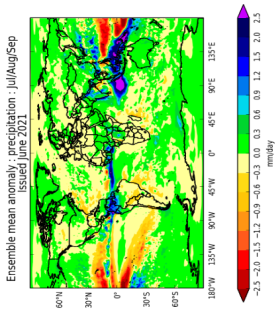 Ensemble mean anomaly : precipitation : Jul/Aug/Sep
issued June 2021
60°N
30°N
0°
30°S
60°S
180°W
135°W
90°W
45°W
0°
45°E
90°E
135°E
2.5
2.0
1.5
1.2
0.9
0.6
0.3
0.0
−0.3
−0.6
−0.9
−1.2
−1.5
−2.0
−2.5
mm/day